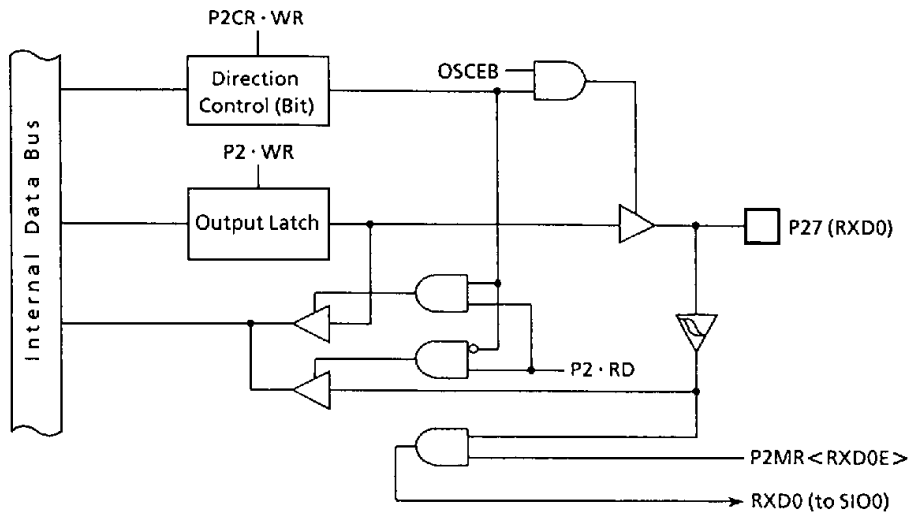 P2CR · WR
Internal Data Bus
Direction
Control (Bit)
OSCEB
P2 · WR
Output Latch
P27 (RXD0)
P2 · RD
P2MR <RXD0E>
RXD0 (to SIO0)